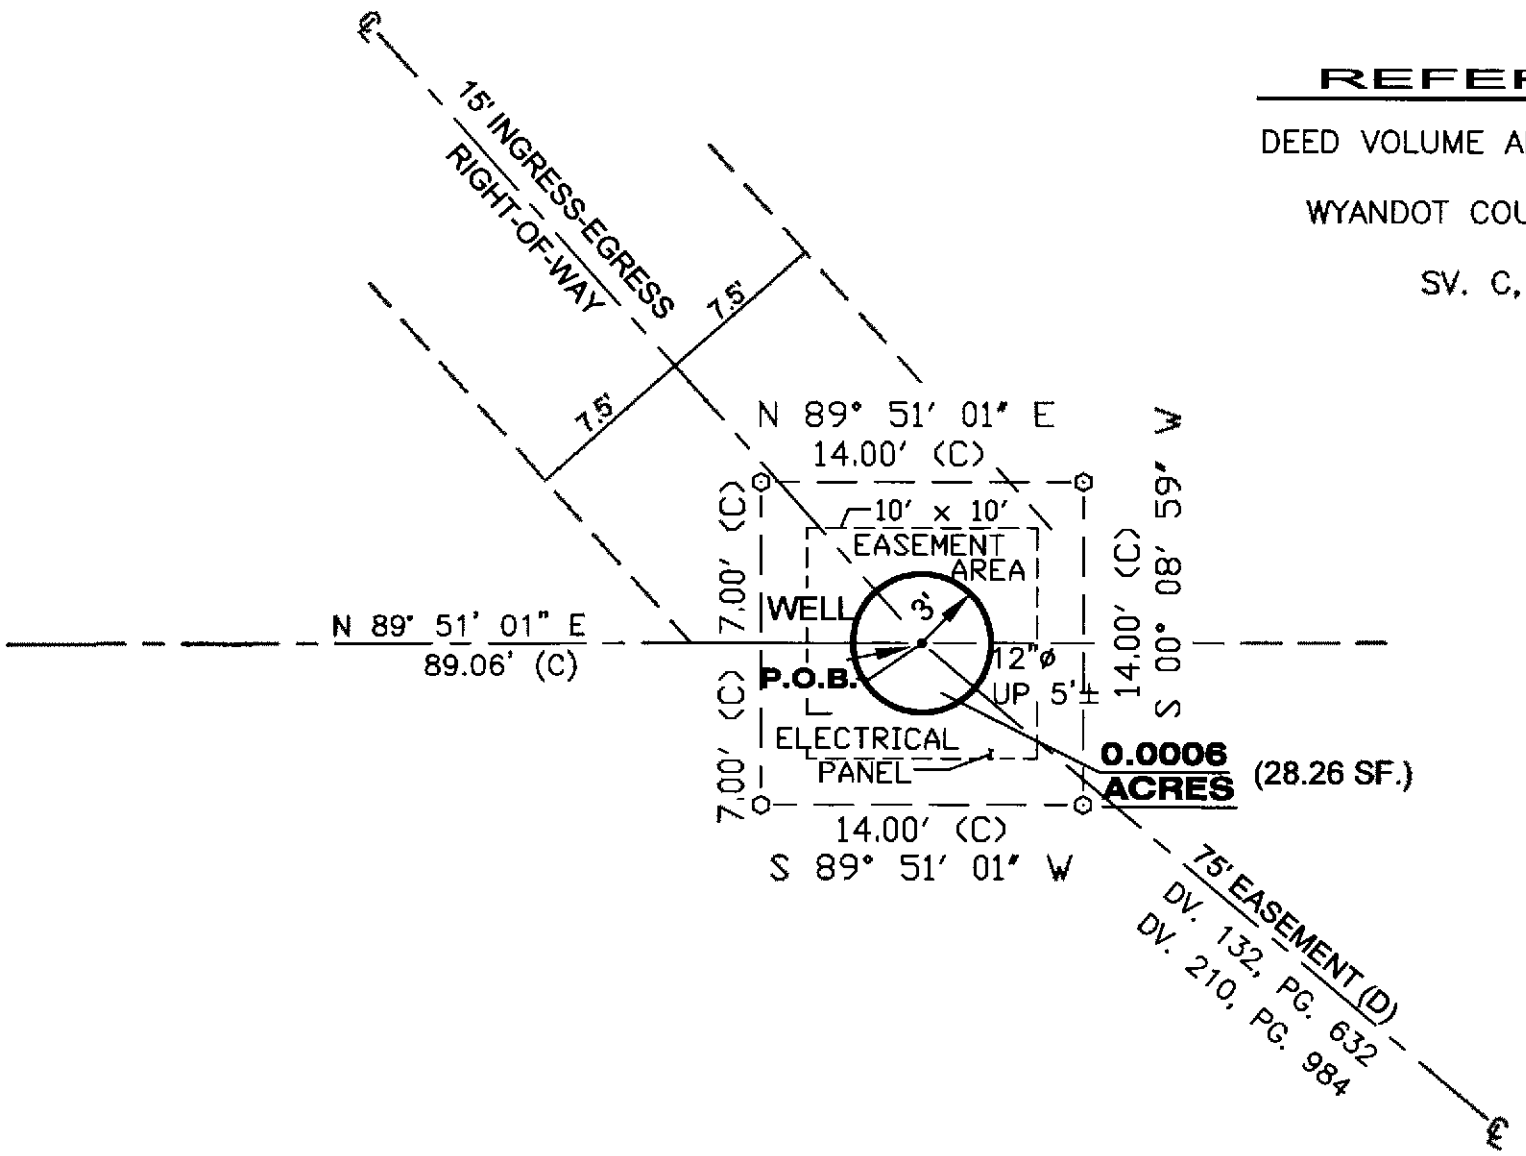 ℄
15' INGRESS-EGRESS
RIGHT-OF-WAY
7.5'
7.5'
REFER
DEED VOLUME A
WYANDOT COU
SV. C,
N 89° 51' 01" E
14.00' (C)
7.00' (C)
7.00' (C)
10' x 10'
EASEMENT
AREA
WELL
3'
P.O.B.
12"ø
UP 5'±
ELECTRICAL
PANEL
14.00' (C)
S 00° 08' 59" W
N 89° 51' 01" E
89.06' (C)
0.0006
ACRES
(28.26 SF.)
14.00' (C)
S 89° 51' 01" W
75' EASEMENT (D)
DV. 132, PG. 632
DV. 210, PG. 984
℄